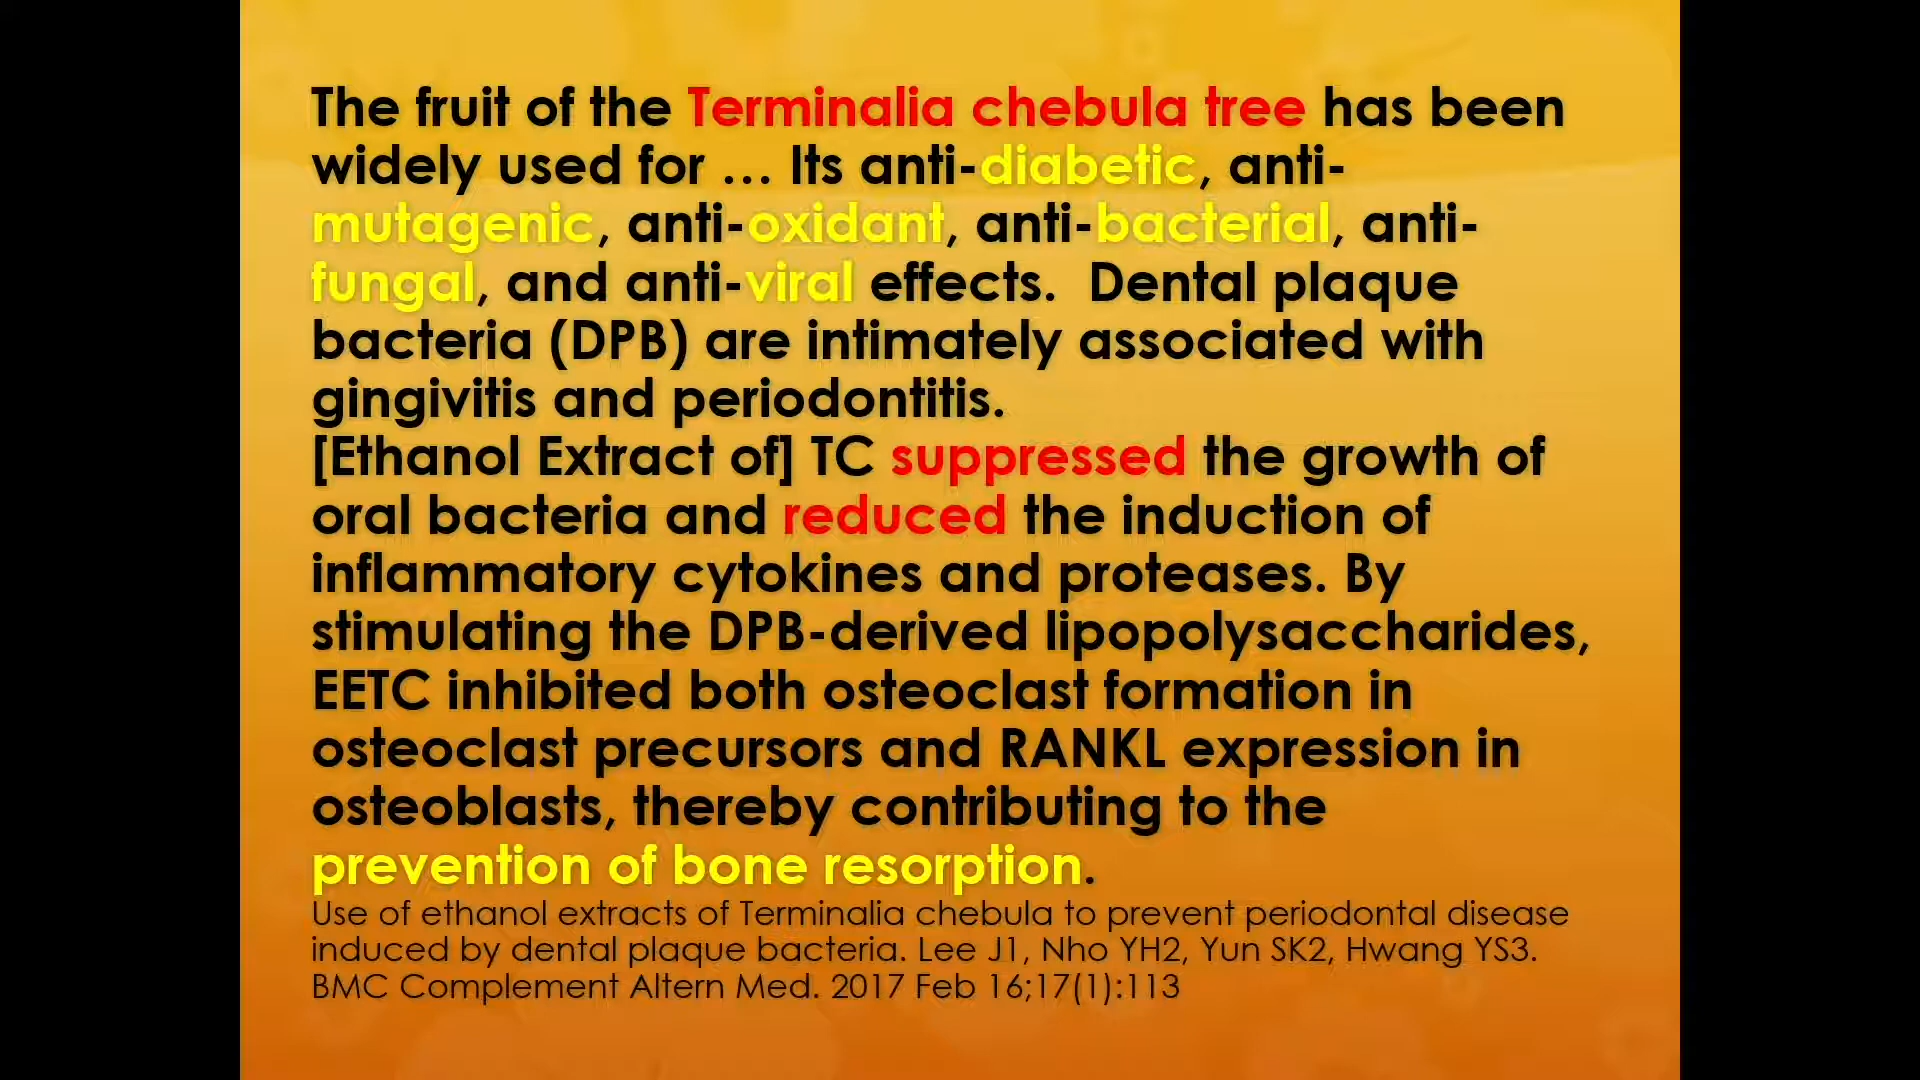 The fruit of the Terminalia chebula tree has been
widely used for … Its anti-diabetic, anti-
mutagenic, anti-oxidant, anti-bacterial, anti-
fungal, and anti-viral effects.  Dental plaque
bacteria (DPB) are intimately associated with
gingivitis and periodontitis.
[Ethanol Extract of] TC suppressed the growth of
oral bacteria and reduced the induction of
inflammatory cytokines and proteases. By
stimulating the DPB-derived lipopolysaccharides,
EETC inhibited both osteoclast formation in
osteoclast precursors and RANKL expression in
osteoblasts, thereby contributing to the
prevention of bone resorption.
Use of ethanol extracts of Terminalia chebula to prevent periodontal disease
induced by dental plaque bacteria. Lee J1, Nho YH2, Yun SK2, Hwang YS3.
BMC Complement Altern Med. 2017 Feb 16;17(1):113